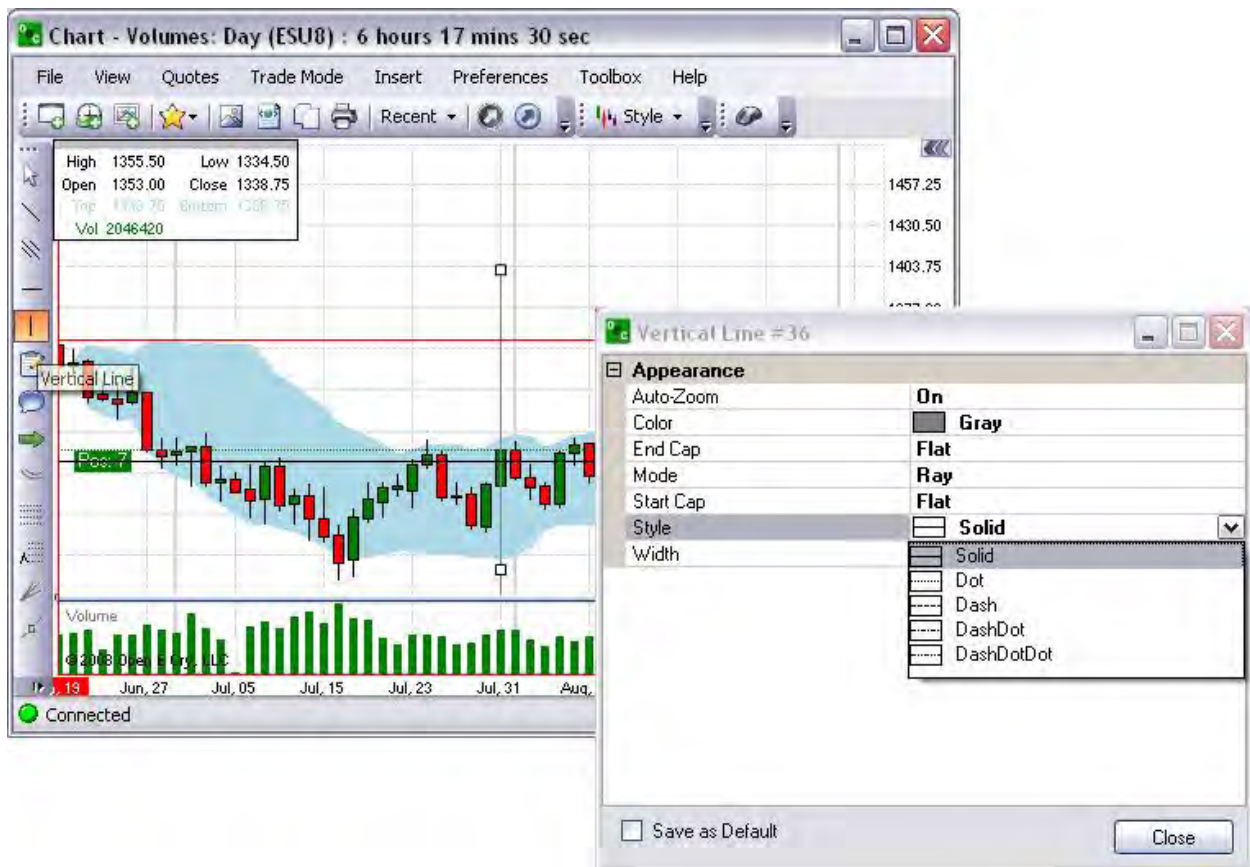 Chart - Volumes: Day (ESU8) : 6 hours 17 mins 30 sec
File View Quotes Trade Mode Insert Preferences Toolbox Help
Recent Style
High 1355.50 Low 1334.50
Open 1353.00 Close 1338.75
Top Bottom
Vol 2046420
1457.25
1430.50
1403.75
Vertical Line
Pos: 7
Volume
© 2008 Open E Cry, LLC
19 Jun, 27 Jul, 05 Jul, 15 Jul, 23 Jul, 31 Aug,
Connected
Vertical Line #36
Appearance
Auto-Zoom On
Color Gray
End Cap Flat
Mode Ray
Start Cap Flat
Style Solid
Width
Solid
Dot
Dash
DashDot
DashDotDot
Save as Default
Close